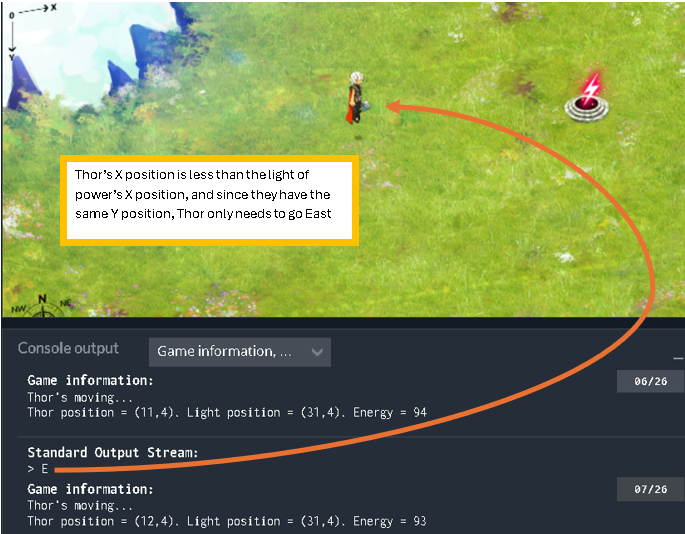 0
X
Y
Thor's X position is less than the light of
power's X position, and since they have the
same Y position, Thor only needs to go East
NW N NE
Console output
Game information, ...
Game information:
06/26
Thor's moving...
Thor position = (11,4). Light position = (31,4). Energy = 94
Standard Output Stream:
> E
Game information:
07/26
Thor's moving...
Thor position = (12,4). Light position = (31,4). Energy = 93